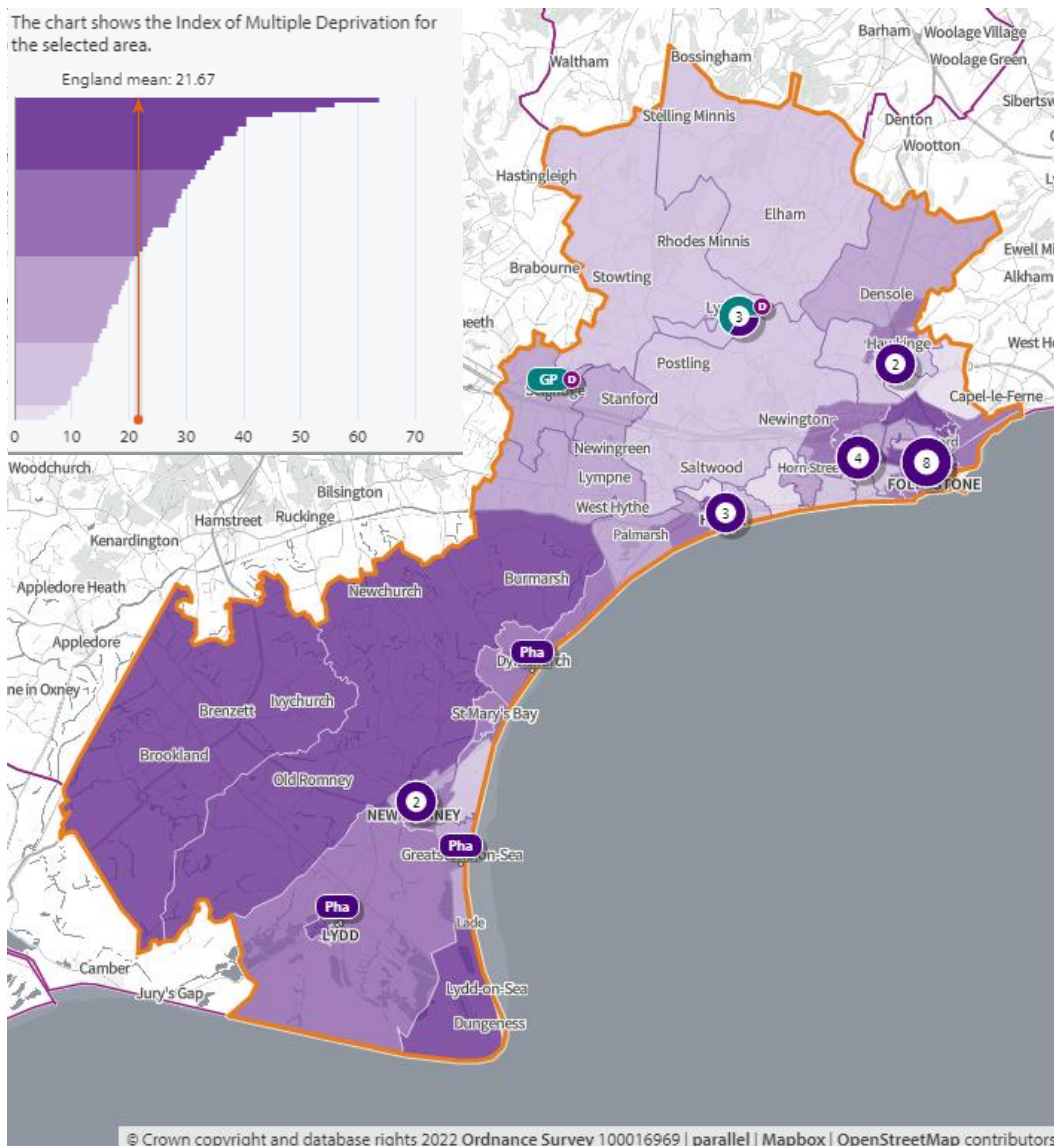 The chart shows the Index of Multiple Deprivation for
the selected area.
England mean: 21.67
0 10 20 30 40 50 60 70
Barham
Woolage Village
Woolage Green
Waltham
Bossingham
Stelling Minnis
Denton
Wootton
Hastingleigh
Elham
Rhodes Minnis
Brabourne
Stowting
Densole
3
D
2
Postling
GP
D
Stanford
Capel-le-Ferne
Newington
Newingreen
4
8
Saltwood
Lympne
West Hythe
3
Palmarsh
Woodchurch
Bilsington
Hamstreet
Ruckinge
Kenardington
Appledore Heath
Newchurch
Burmarsh
Appledore
Pha
Ivychurch
Brenzett
St Mary's Bay
Brookland
Old Romney
2
Pha
Pha
LYDD
Lade
Camber
Jury's Gap
Lydd-on-Sea
Dungeness
© Crown copyright and database rights 2022 Ordnance Survey 100016969 | parallel | Mapbox | OpenStreetMap contributors